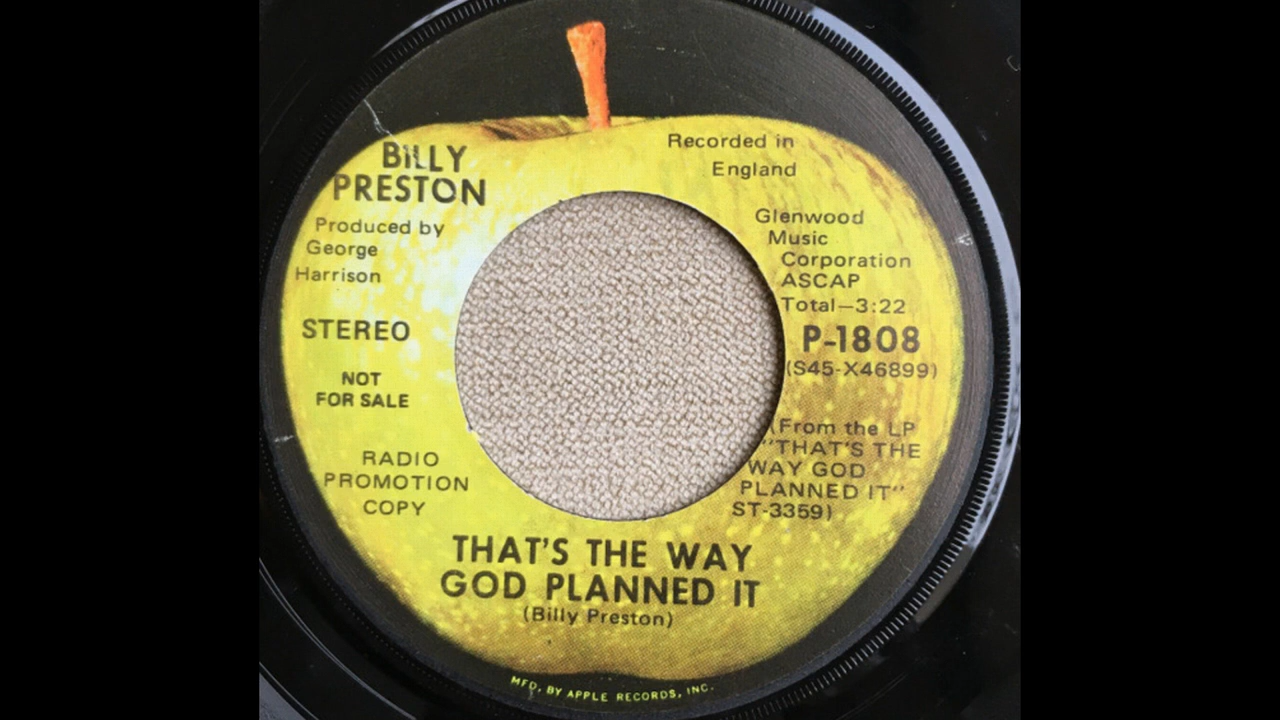 BILLY
PRESTON
Produced by
George
Harrison
STEREO
NOT
FOR SALE
RADIO
PROMOTION
COPY
Recorded in
England
Glenwood
Music
Corporation
ASCAP
Total—3:22
P-1808
(S45-X46899)
(From the LP
"THAT'S THE
WAY GOD
PLANNED IT"
ST-3359)
THAT'S THE WAY
GOD PLANNED IT
(Billy Preston)
MFD. BY APPLE RECORDS, INC.